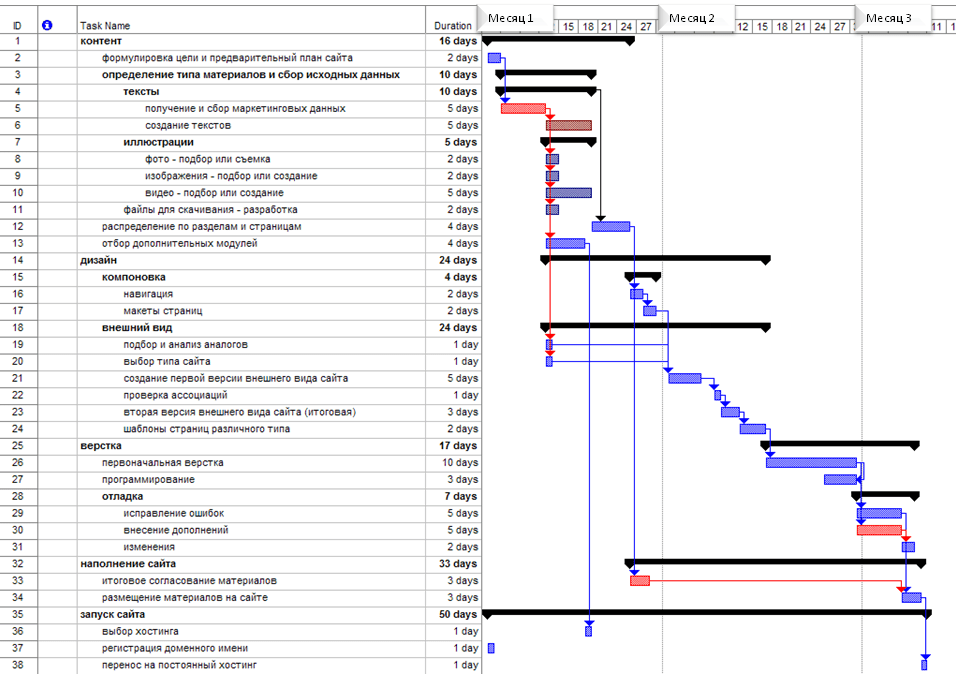 Месяц 1 15 18 21 24 27 Месяц 2 12 15 18 21 24 27 Месяц 3 11 1
ID Task Name Duration
1 контент 16 days
2 формулировка цели и предварительный план сайта 2 days
3 определение типа материалов и сбор исходных данных 10 days
4 тексты 10 days
5 получение и сбор маркетинговых данных 5 days
6 создание текстов 5 days
7 иллюстрации 5 days
8 фото - подбор или съемка 2 days
9 изображения - подбор или создание 2 days
10 видео - подбор или создание 5 days
11 файлы для скачивания - разработка 2 days
12 распределение по разделам и страницам 4 days
13 отбор дополнительных модулей 4 days
14 дизайн 24 days
15 компоновка 4 days
16 навигация 2 days
17 макеты страниц 2 days
18 внешний вид 24 days
19 подбор и анализ аналогов 1 day
20 выбор типа сайта 1 day
21 создание первой версии внешнего вида сайта 5 days
22 проверка ассоциаций 1 day
23 вторая версия внешнего вида сайта (итоговая) 3 days
24 шаблоны страниц различного типа 2 days
25 верстка 17 days
26 первоначальная верстка 10 days
27 программирование 3 days
28 отладка 7 days
29 исправление ошибок 5 days
30 внесение дополнений 5 days
31 изменения 2 days
32 наполнение сайта 33 days
33 итоговое согласование материалов 3 days
34 размещение материалов на сайте 3 days
35 запуск сайта 50 days
36 выбор хостинга 1 day
37 регистрация доменного имени 1 day
38 перенос на постоянный хостинг 1 day